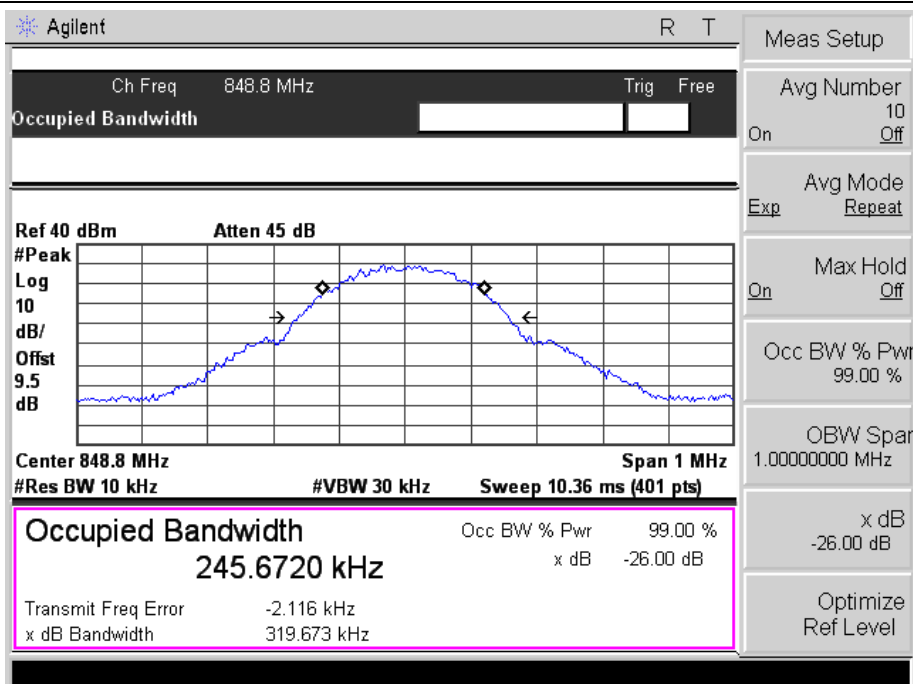 Agilent R T
Ch Freq 848.8 MHz Trig Free
Occupied Bandwidth
Ref 40 dBm Atten 45 dB
#Peak
Log
10
dB/
Offst
9.5
dB
Center 848.8 MHz Span 1 MHz
#Res BW 10 kHz #VBW 30 kHz Sweep 10.36 ms (401 pts)
Occupied Bandwidth
245.6720 kHz
Occ BW % Pwr 99.00 %
x dB -26.00 dB
Transmit Freq Error -2.116 kHz
x dB Bandwidth 319.673 kHz
Meas Setup
Avg Number
10
On Off
Avg Mode
Exp Repeat
Max Hold
On Off
Occ BW % Pwr
99.00 %
OBW Span
1.00000000 MHz
x dB
-26.00 dB
Optimize
Ref Level